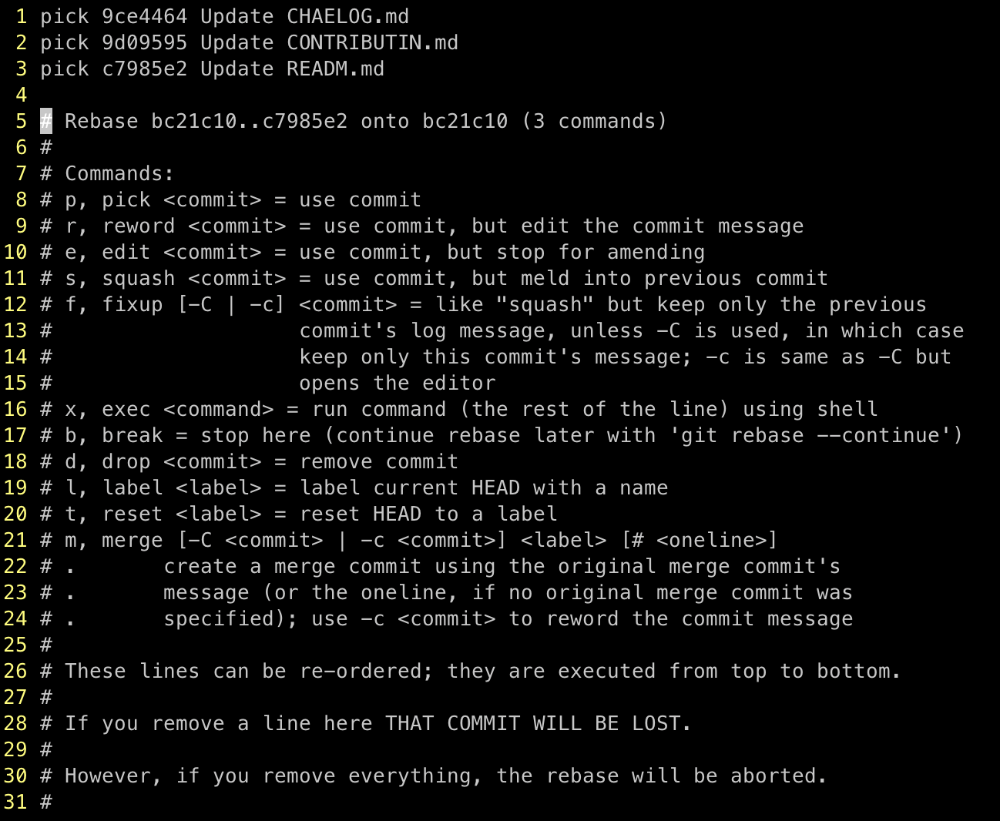 1 pick 9ce4464 Update CHAELOG.md
2 pick 9d09595 Update CONTRIBUTIN.md
3 pick c7985e2 Update READM.md
4
5 # Rebase bc21c10..c7985e2 onto bc21c10 (3 commands)
6 #
7 # Commands:
8 # p, pick <commit> = use commit
9 # r, reword <commit> = use commit, but edit the commit message
10 # e, edit <commit> = use commit, but stop for amending
11 # s, squash <commit> = use commit, but meld into previous commit
12 # f, fixup [-C | -c] <commit> = like "squash" but keep only the previous
13 #                    commit's log message, unless -C is used, in which case
14 #                    keep only this commit's message; -c is same as -C but
15 #                    opens the editor
16 # x, exec <command> = run command (the rest of the line) using shell
17 # b, break = stop here (continue rebase later with 'git rebase --continue')
18 # d, drop <commit> = remove commit
19 # l, label <label> = label current HEAD with a name
20 # t, reset <label> = reset HEAD to a label
21 # m, merge [-C <commit> | -c <commit>] <label> [# <oneline>]
22 # .       create a merge commit using the original merge commit's
23 # .       message (or the oneline, if no original merge commit was
24 # .       specified); use -c <commit> to reword the commit message
25 #
26 # These lines can be re-ordered; they are executed from top to bottom.
27 #
28 # If you remove a line here THAT COMMIT WILL BE LOST.
29 #
30 # However, if you remove everything, the rebase will be aborted.
31 #